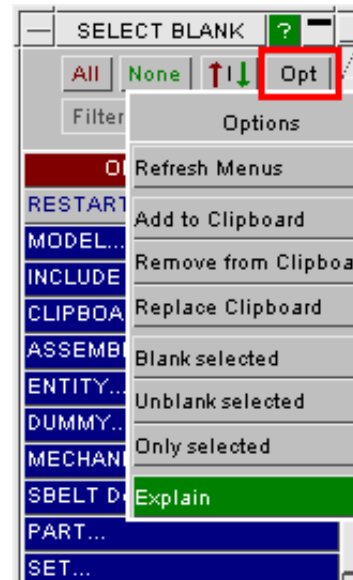 SELECT BLANK ?
All None Opt
Filter
Options
Refresh Menus
RESTART
Add to Clipboard
MODEL...
Remove from Clipboa
INCLUDE
Replace Clipboard
CLIPBOA
ASSEMB
Blank selected
ENTITY...
Unblank selected
DUMMY..
Only selected
MECHANI
SBELT D
Explain
PART...
SET...